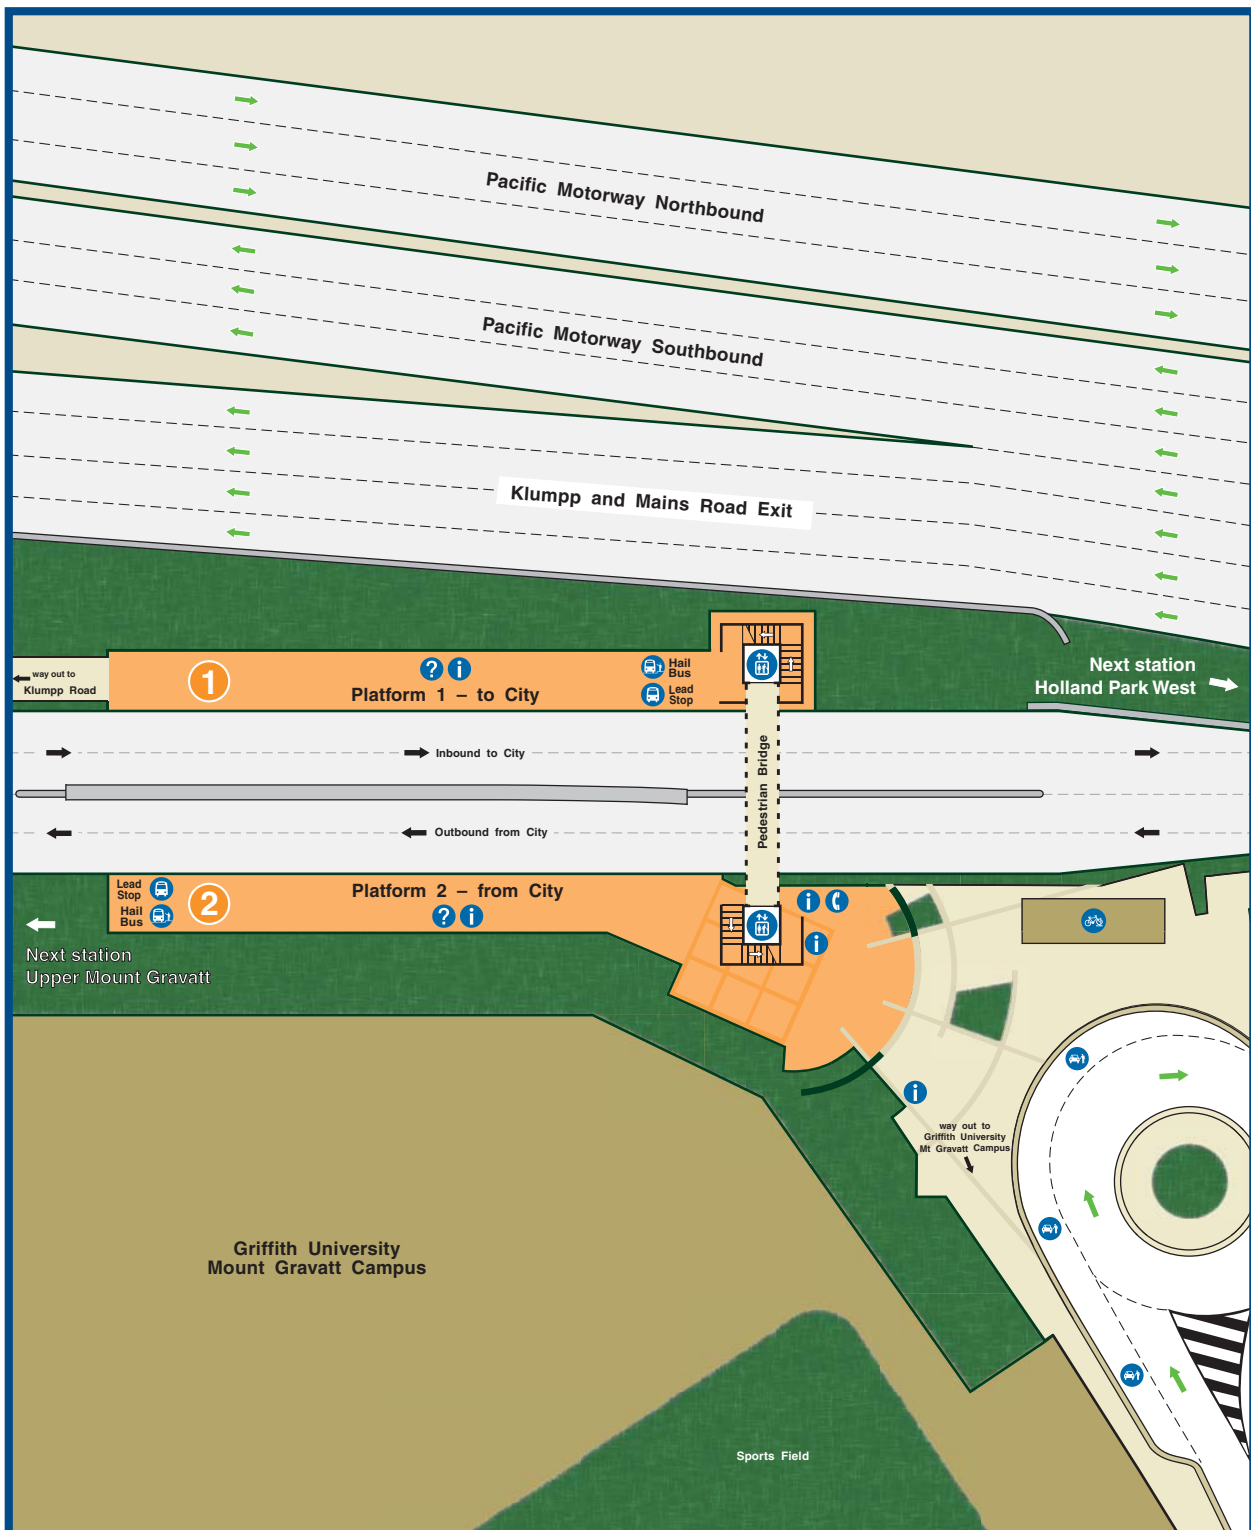 Pacific Motorway Northbound
Pacific Motorway Southbound
Klumpp and Mains Road Exit
way out to
Klumpp Road
1
? i
Platform 1 – to City
Hail
Bus
Lead
Stop
Next station
Holland Park West
Inbound to City
Pedestrian Bridge
Outbound from City
Lead
Stop
Hail
Bus
2
Platform 2 – from City
? i
i
i
Next station
Upper Mount Gravatt
i
way out to
Griffith University
Mt Gravatt Campus
Griffith University
Mount Gravatt Campus
Sports Field